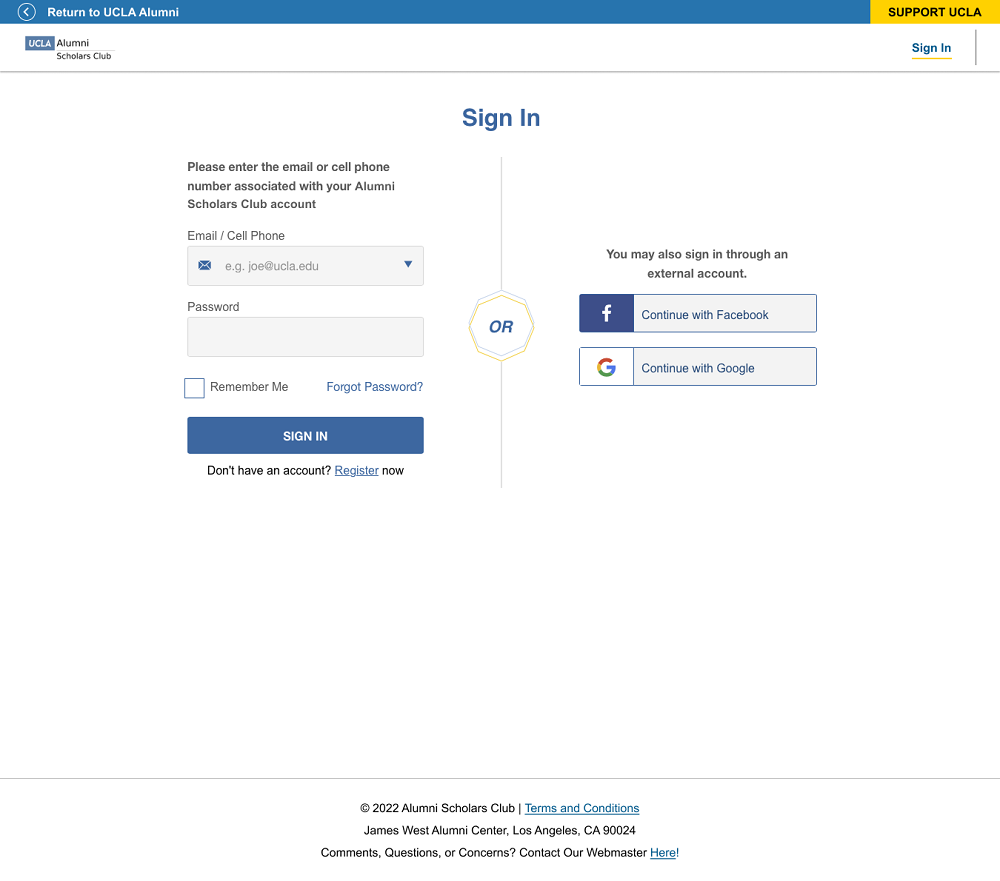 Return to UCLA Alumni
SUPPORT UCLA
UCLA Alumni
Scholars Club
Sign In
Sign In
Please enter the email or cell phone
number associated with your Alumni
Scholars Club account
Email / Cell Phone
e.g. joe@ucla.edu
Password
Remember Me
Forgot Password?
SIGN IN
Don't have an account? Register now
OR
You may also sign in through an
external account.
Continue with Facebook
Continue with Google
© 2022 Alumni Scholars Club | Terms and Conditions
James West Alumni Center, Los Angeles, CA 90024
Comments, Questions, or Concerns? Contact Our Webmaster Here!